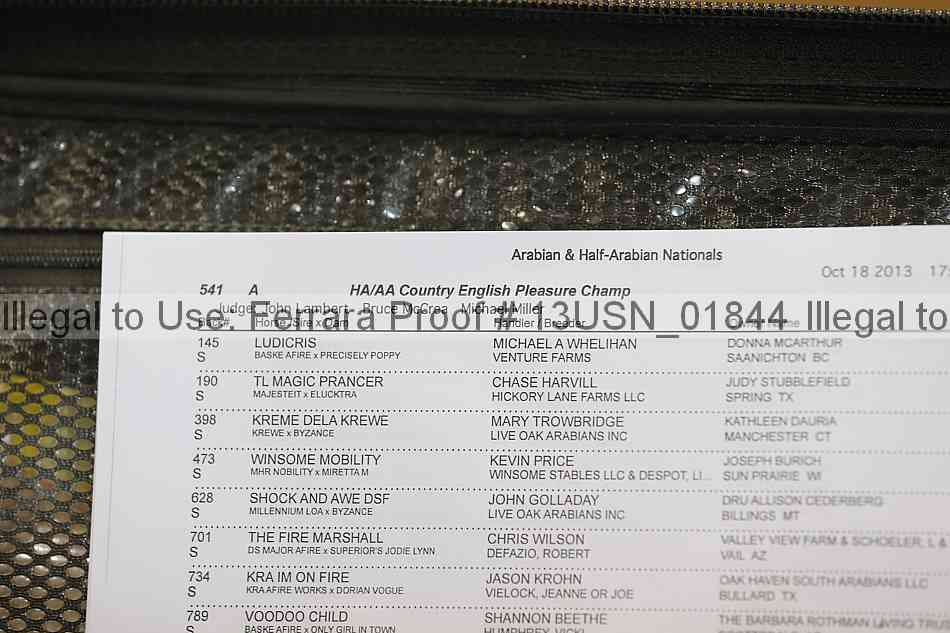 Arabian & Half-Arabian Nationals
Oct 18 2013 17:
541 A HA/AA Country English Pleasure Champ
Judge: John Lambert Bruce McCrea Michael Miller
Illegal to Use. Ferrara Proof # 13USN_01844 Illegal to
Back# Horse /Sire x Dam Handler / Breeder Owner Name
145 LUDICRIS MICHAEL A WHELIHAN DONNA MCARTHUR
S BASKE AFIRE x PRECISELY POPPY VENTURE FARMS SAANICHTON BC
190 TL MAGIC PRANCER CHASE HARVILL JUDY STUBBLEFIELD
S MAJESTEIT x ELUCKTRA HICKORY LANE FARMS LLC SPRING TX
398 KREME DELA KREWE MARY TROWBRIDGE KATHLEEN DAURIA
S KREWE x BYZANCE LIVE OAK ARABIANS INC MANCHESTER CT
473 WINSOME MOBILITY KEVIN PRICE JOSEPH BURICH
S MHR NOBILITY x MIRETTA M WINSOME STABLES LLC & DESPOT, LI... SUN PRAIRIE WI
628 SHOCK AND AWE DSF JOHN GOLLADAY DRU ALLISON CEDERBERG
S MILLENNIUM LOA x BYZANCE LIVE OAK ARABIANS INC BILLINGS MT
701 THE FIRE MARSHALL CHRIS WILSON VALLEY VIEW FARM & SCHOELER, L &
S DS MAJOR AFIRE x SUPERIOR'S JODIE LYNN DEFAZIO, ROBERT VAIL AZ
734 KRA IM ON FIRE JASON KROHN OAK HAVEN SOUTH ARABIANS LLC
S KRA AFIRE WORKS x DORIAN VOGUE VIELOCK, JEANNE OR JOE BULLARD TX
789 VOODOO CHILD SHANNON BEETHE THE BARBARA ROTHMAN LIVING TRUS
S BASKE AFIRE x ONLY GIRL IN TOWN HUMPHREY, VICKI